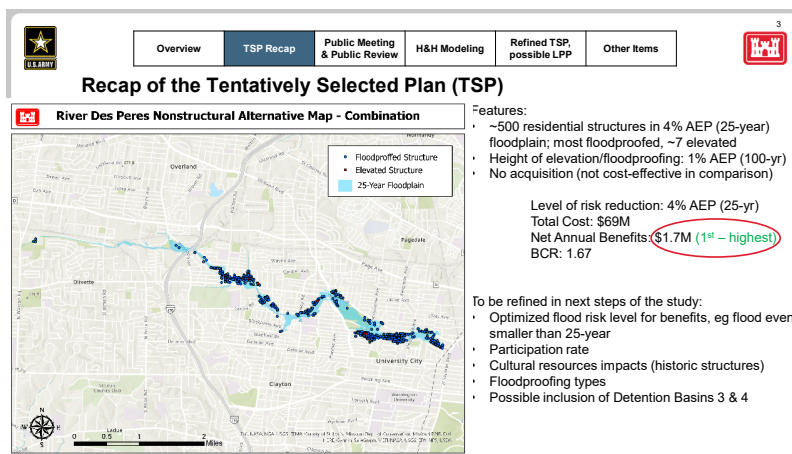 3
U.S.ARMY
Overview
TSP Recap
Public Meeting
& Public Review
H&H Modeling
Refined TSP,
possible LPP
Other Items
Recap of the Tentatively Selected Plan (TSP)
River Des Peres Nonstructural Alternative Map - Combination
Features:
· ~500 residential structures in 4% AEP (25-year)
floodplain; most floodproofed, ~7 elevated
· Height of elevation/floodproofing: 1% AEP (100-yr)
· No acquisition (not cost-effective in comparison)
Level of risk reduction: 4% AEP (25-yr)
Total Cost: $69M
Net Annual Benefits: $1.7M (1st – highest)
BCR: 1.67
To be refined in next steps of the study:
· Optimized flood risk level for benefits, eg flood even
smaller than 25-year
· Participation rate
· Cultural resources impacts (historic structures)
· Floodproofing types
· Possible inclusion of Detention Basins 3 & 4
Floodproffed Structure
Elevated Structure
25-Year Floodplain
Normandy
Overland
Pagedale
Olivette
University City
Clayton
Washington
University
Ladue
N
W
E
S
0
0.5
1
2
Miles